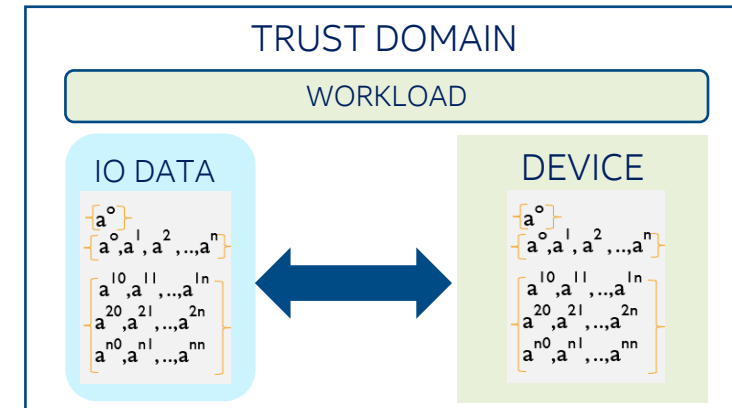 TRUST DOMAIN
WORKLOAD
IO DATA
{a⁰}
{a⁰,a¹, a² ,..,aⁿ}
a¹⁰,a¹¹ ,..,a¹ⁿ
a²⁰,a²¹ ,..,a²ⁿ
aⁿ⁰,aⁿ¹ ,..,aⁿⁿ
DEVICE
{a⁰}
{a⁰,a¹, a² ,..,aⁿ}
a¹⁰,a¹¹ ,..,a¹ⁿ
a²⁰,a²¹ ,..,a²ⁿ
aⁿ⁰,aⁿ¹ ,..,aⁿⁿ